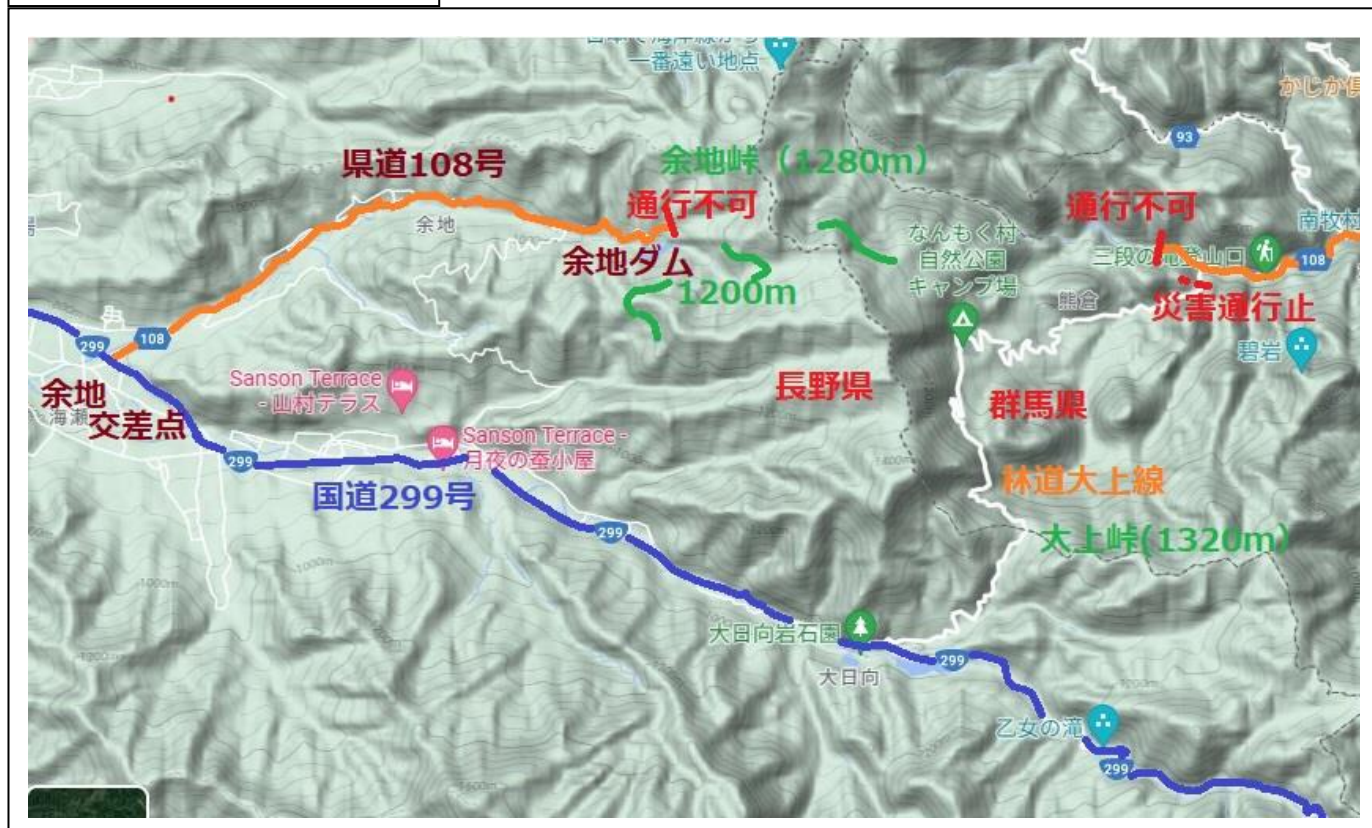 一番遠い地点
かじか倶
93
県道108号
余地峠（1280m）
余地
通行不可
通行不可
なんもく村
自然公園
キャンプ場
南牧村
三段の滝登山口
108
余地ダム
1200m
熊倉
災害通行止
碧岩
299
108
Sanson Terrace
- 山村テラス
長野県
群馬県
余地
交差点
海瀬
Sanson Terrace -
月夜の蚕小屋
299
国道299号
林道大上線
299
大上峠(1320m)
大日向岩石園
大日向
299
乙女の滝
299